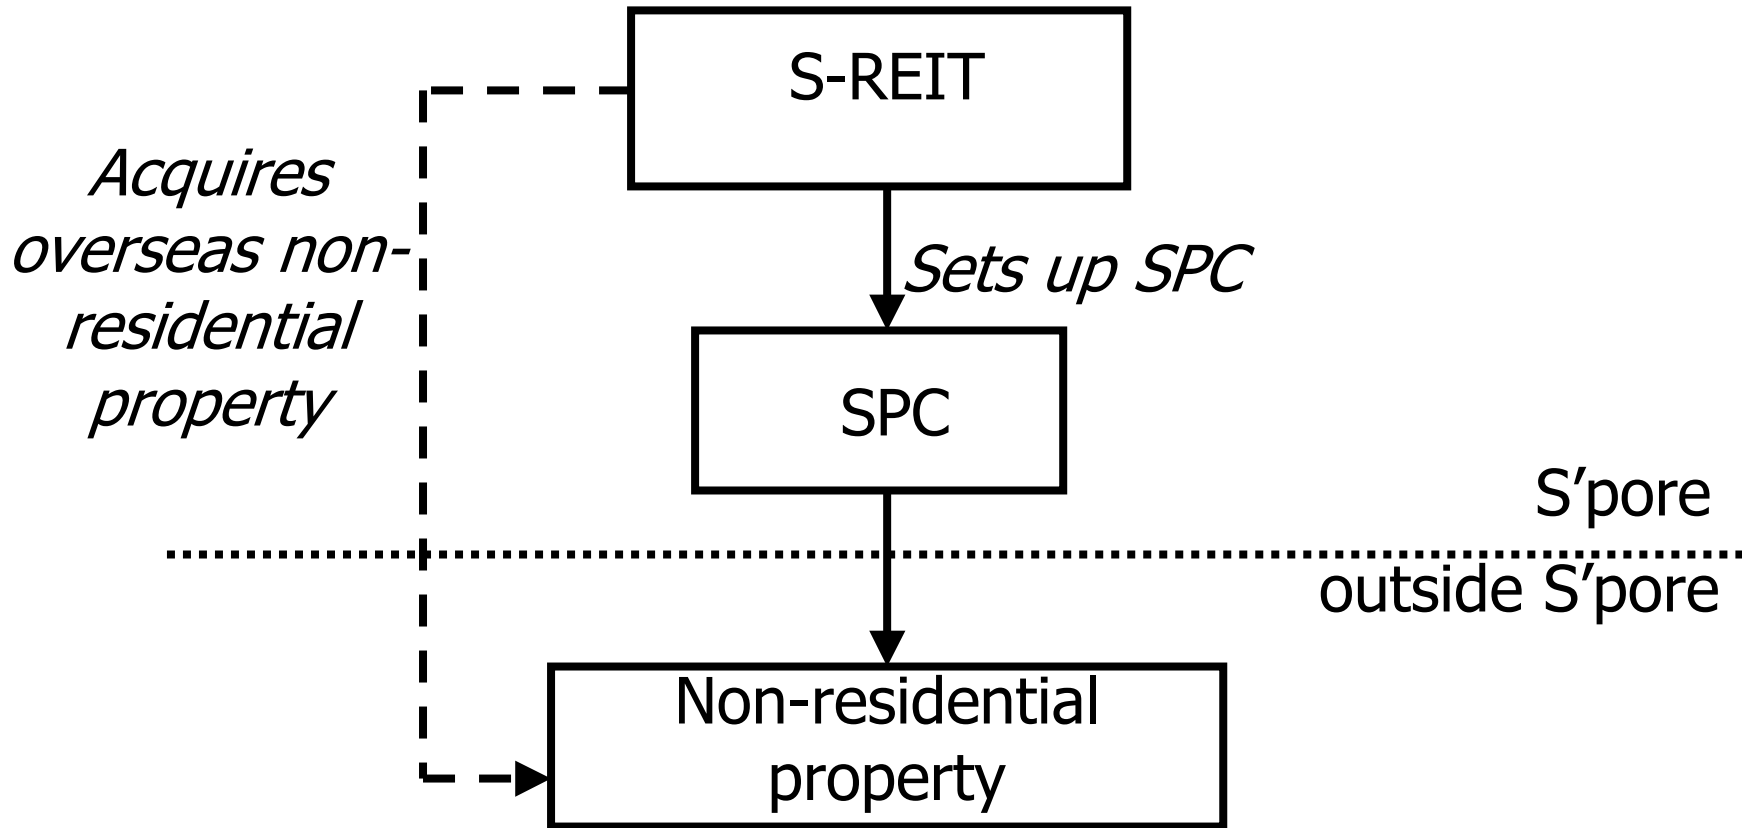 S-REIT
Acquires
overseas non-
residential
property
Sets up SPC
SPC
S’pore
outside S’pore
Non-residential
property